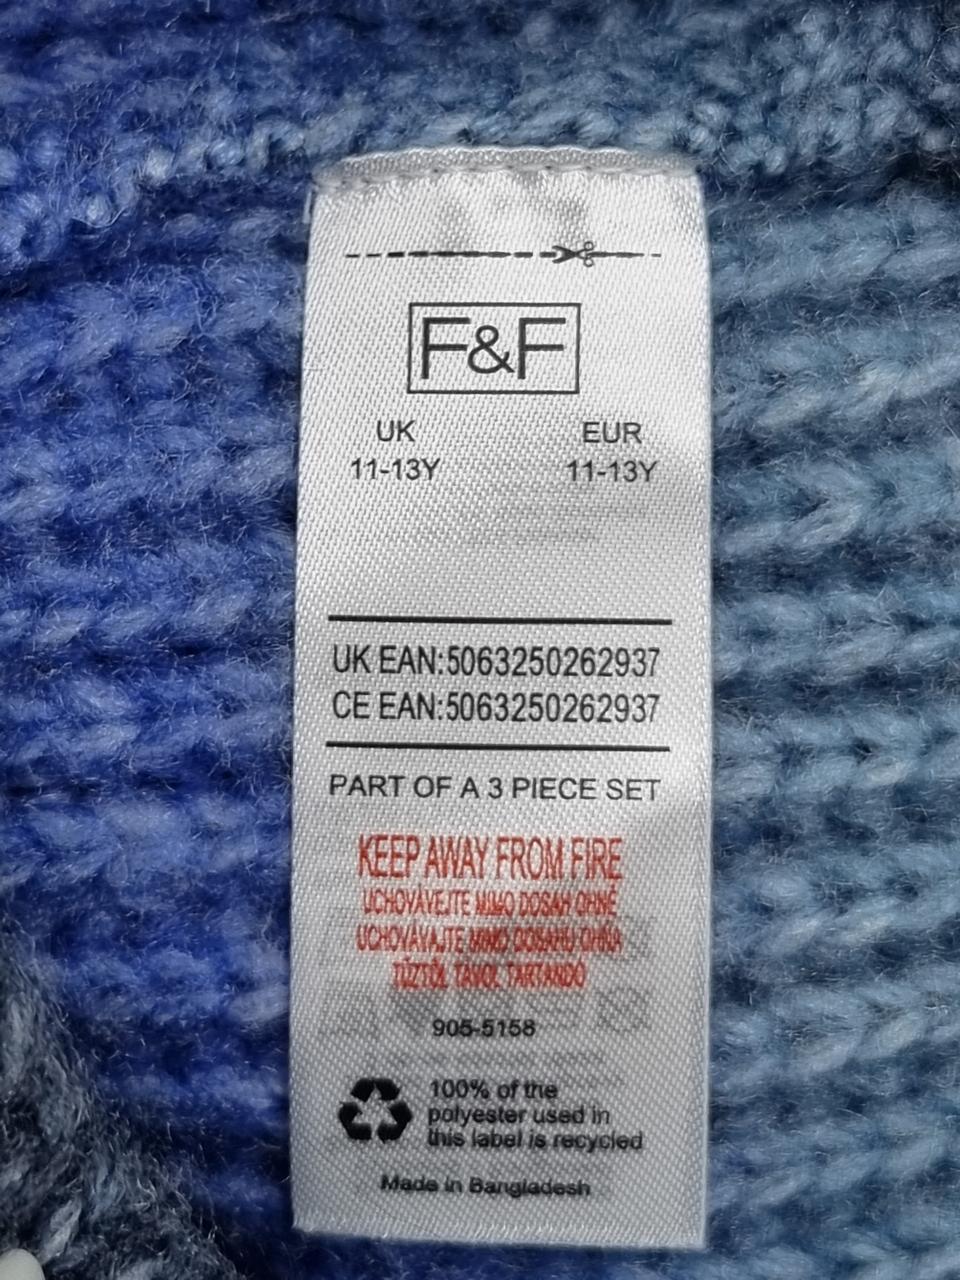 F&F
UK EUR
11-13Y 11-13Y
UK EAN:5063250262937
CE EAN:5063250262937
PART OF A 3 PIECE SET
KEEP AWAY FROM FIRE
UCHOVÁVEJTE MIMO DOSAH OHNĚ
UCHOVÁVAJTE MIMO DOSAHU OHŇA
TŰZTŐL TÁVOL TARTANDÓ
905-5158
100% of the
polyester used in
this label is recycled
Made in Bangladesh